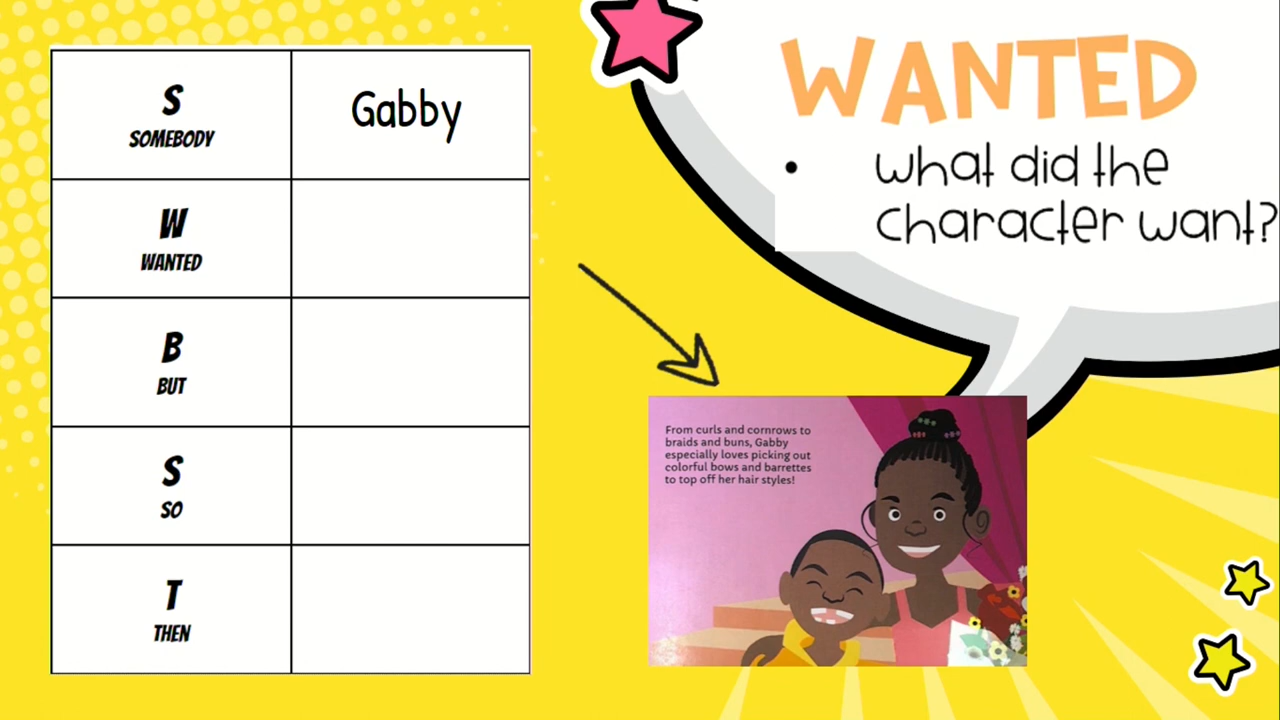 S
SOMEBODY
Gabby
W
WANTED
B
BUT
S
SO
T
THEN
WANTED
• what did the
character want?
From curls and cornrows to
braids and buns, Gabby
especially loves picking out
colorful bows and barrettes
to top off her hair styles!